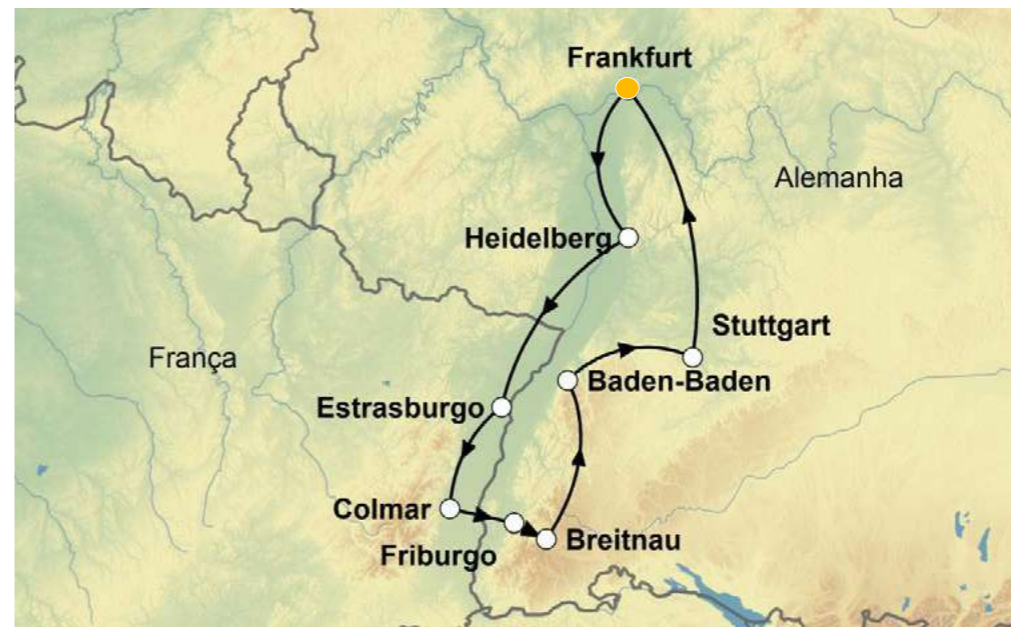 Frankfurt
Alemanha
Heidelberg
Stuttgart
França
Baden-Baden
Estrasburgo
Colmar
Breitnau
Friburgo